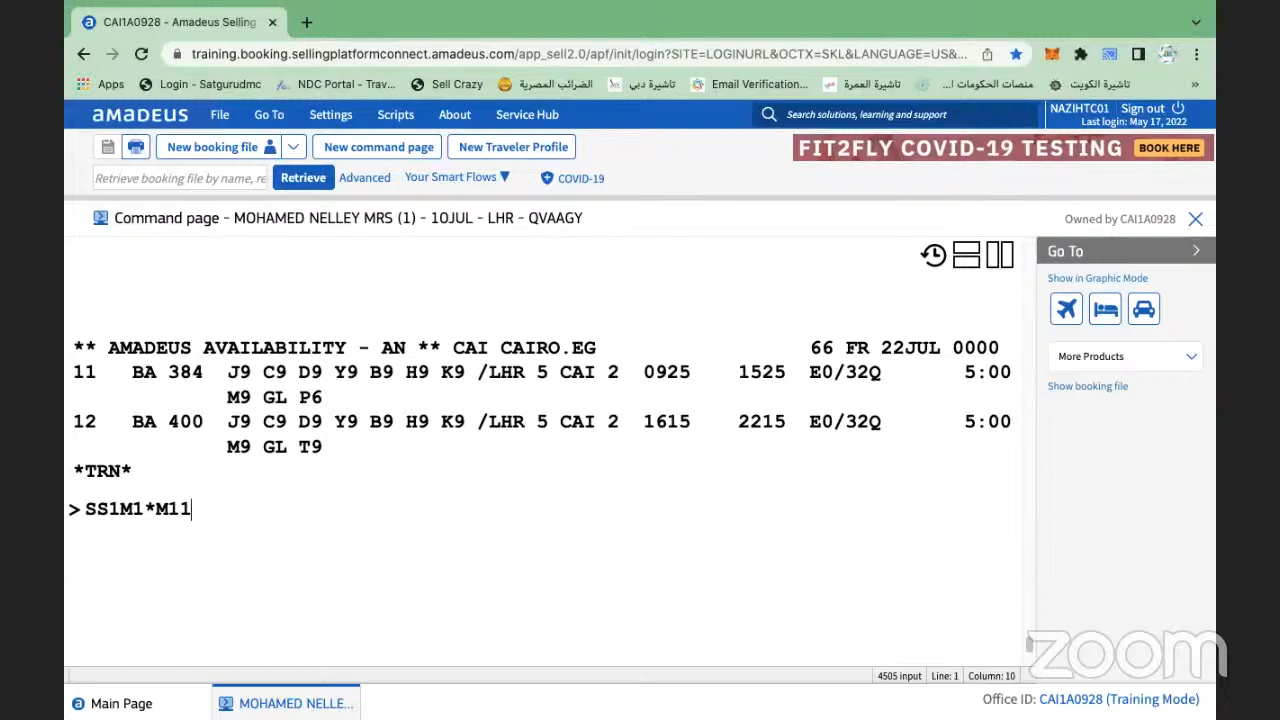 CAI1A0928 - Amadeus Selling
training.booking.sellingplatformconnect.amadeus.com/app_sell2.0/apf/init/login?SITE=LOGINURL&OCTX=SKL&LANGUAGE=US&...
Apps Login - Satgurudmc NDC Portal - Trav... Sell Crazy الضرائب المصرية تاشيرة دبي Email Verification... تاشيرة العمرة منصات الحكومات ا... تاشيرة الكويت »
amadeus File Go To Settings Scripts About Service Hub Search solutions, learning and support NAZIHTC01 Sign out
Last login: May 17, 2022
New booking file New command page New Traveler Profile FIT2FLY COVID-19 TESTING BOOK HERE
Retrieve booking file by name, re Retrieve Advanced Your Smart Flows COVID-19
Command page - MOHAMED NELLEY MRS (1) - 10JUL - LHR - QVAAGY Owned by CAI1A0928
Go To
Show in Graphic Mode
More Products
Show booking file
** AMADEUS AVAILABILITY - AN ** CAI CAIRO.EG 66 FR 22JUL 0000
11 BA 384 J9 C9 D9 Y9 B9 H9 K9 /LHR 5 CAI 2 0925 1525 E0/32Q 5:00
M9 GL P6
12 BA 400 J9 C9 D9 Y9 B9 H9 K9 /LHR 5 CAI 2 1615 2215 E0/32Q 5:00
M9 GL T9
*TRN*
>SS1M1*M11
zoom
4505 input Line: 1 Column: 10
Main Page MOHAMED NELLE... Office ID: CAI1A0928 (Training Mode)